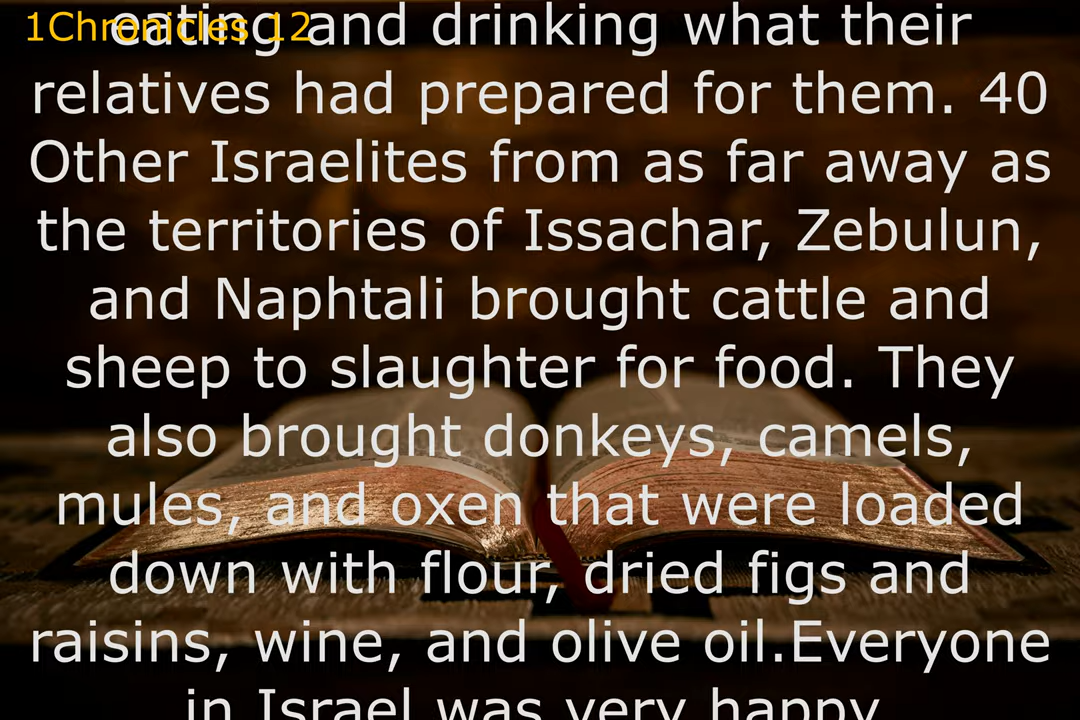 1Chronicles 12
eating and drinking what their
relatives had prepared for them. 40
Other Israelites from as far away as
the territories of Issachar, Zebulun,
and Naphtali brought cattle and
sheep to slaughter for food. They
also brought donkeys, camels,
mules, and oxen that were loaded
down with flour, dried figs and
raisins, wine, and olive oil.Everyone
in Israel was very happy